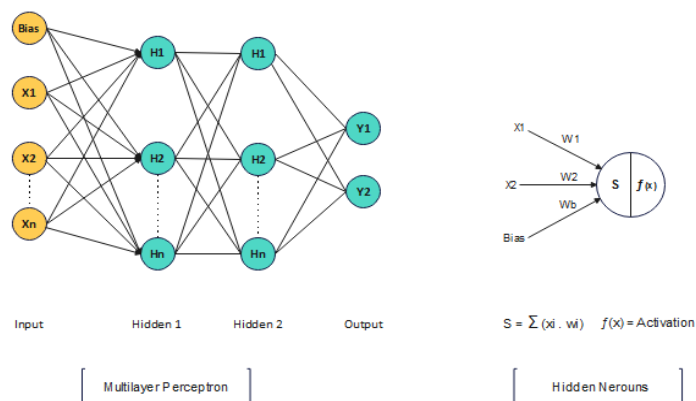 Bias
X1
X2
Xn
H1
H2
Hn
H1
H2
Hn
Y1
Y2
Input
Hidden 1
Hidden 2
Output
Multilayer Perceptron
X1
W1
X2
W2
Bias
Wb
S
ƒ(x)
S = ∑(xi . wi) ƒ(x) = Activation
Hidden Nerouns